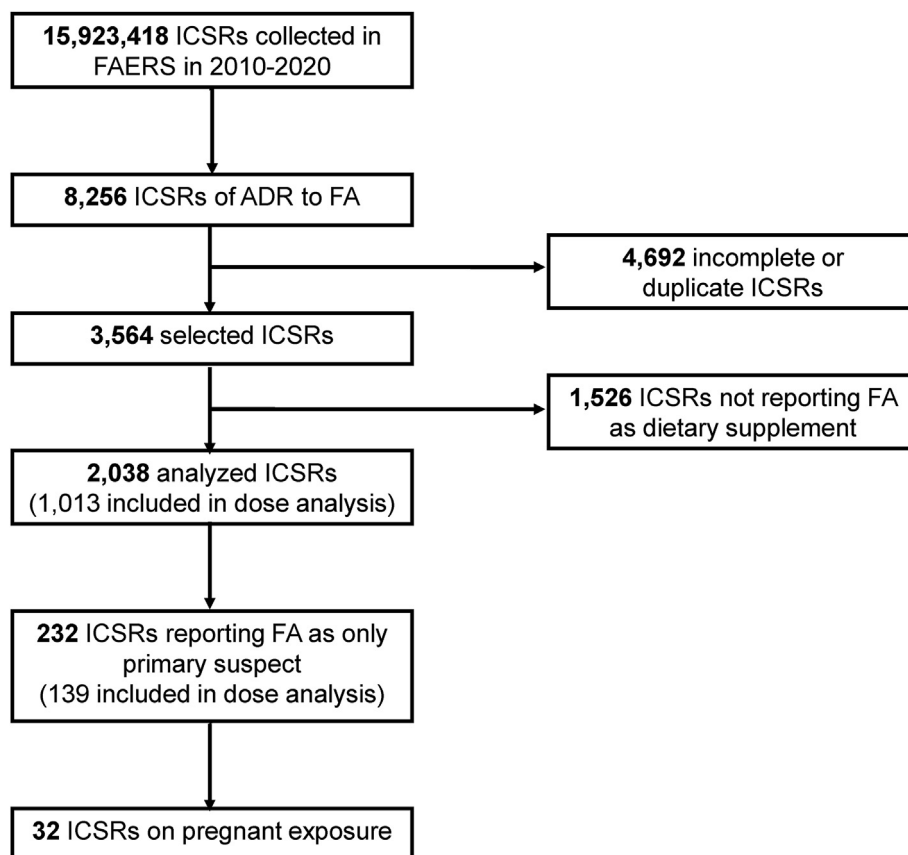 15,923,418 ICSRs collected in
FAERS in 2010-2020
8,256 ICSRs of ADR to FA
4,692 incomplete or
duplicate ICSRs
3,564 selected ICSRs
1,526 ICSRs not reporting FA
as dietary supplement
2,038 analyzed ICSRs
(1,013 included in dose analysis)
232 ICSRs reporting FA as only
primary suspect
(139 included in dose analysis)
32 ICSRs on pregnant exposure